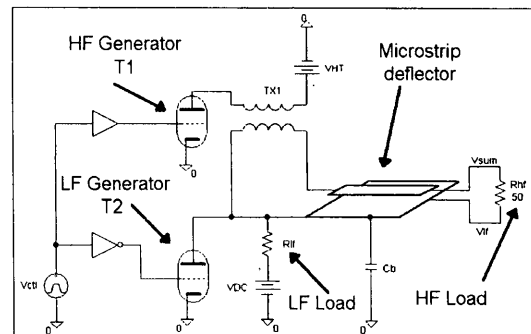 HF Generator
T1
0
VHT
TX1
Microstrip
deflector
0
LF Generator
T2
Vsum
Rhf
50
Vlf
Rlf
Cb
Vctl
VDC
LF Load
HF Load
0
0
0
0